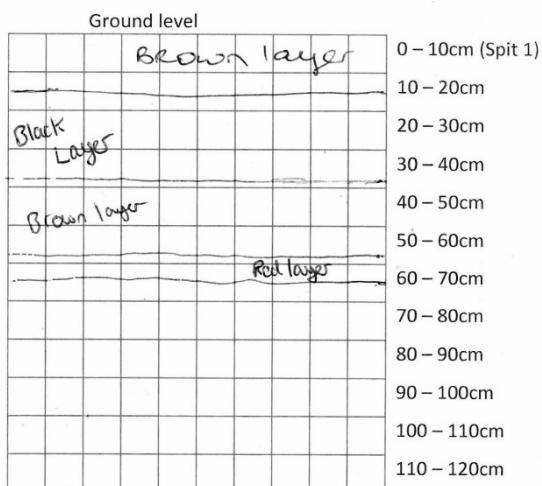 Ground level
BROWN layer
0 – 10cm (Spit 1)
10 – 20cm
Black
Layer
20 – 30cm
30 – 40cm
Brown layer
40 – 50cm
50 – 60cm
Red layer
60 – 70cm
70 – 80cm
80 – 90cm
90 – 100cm
100 – 110cm
110 – 120cm